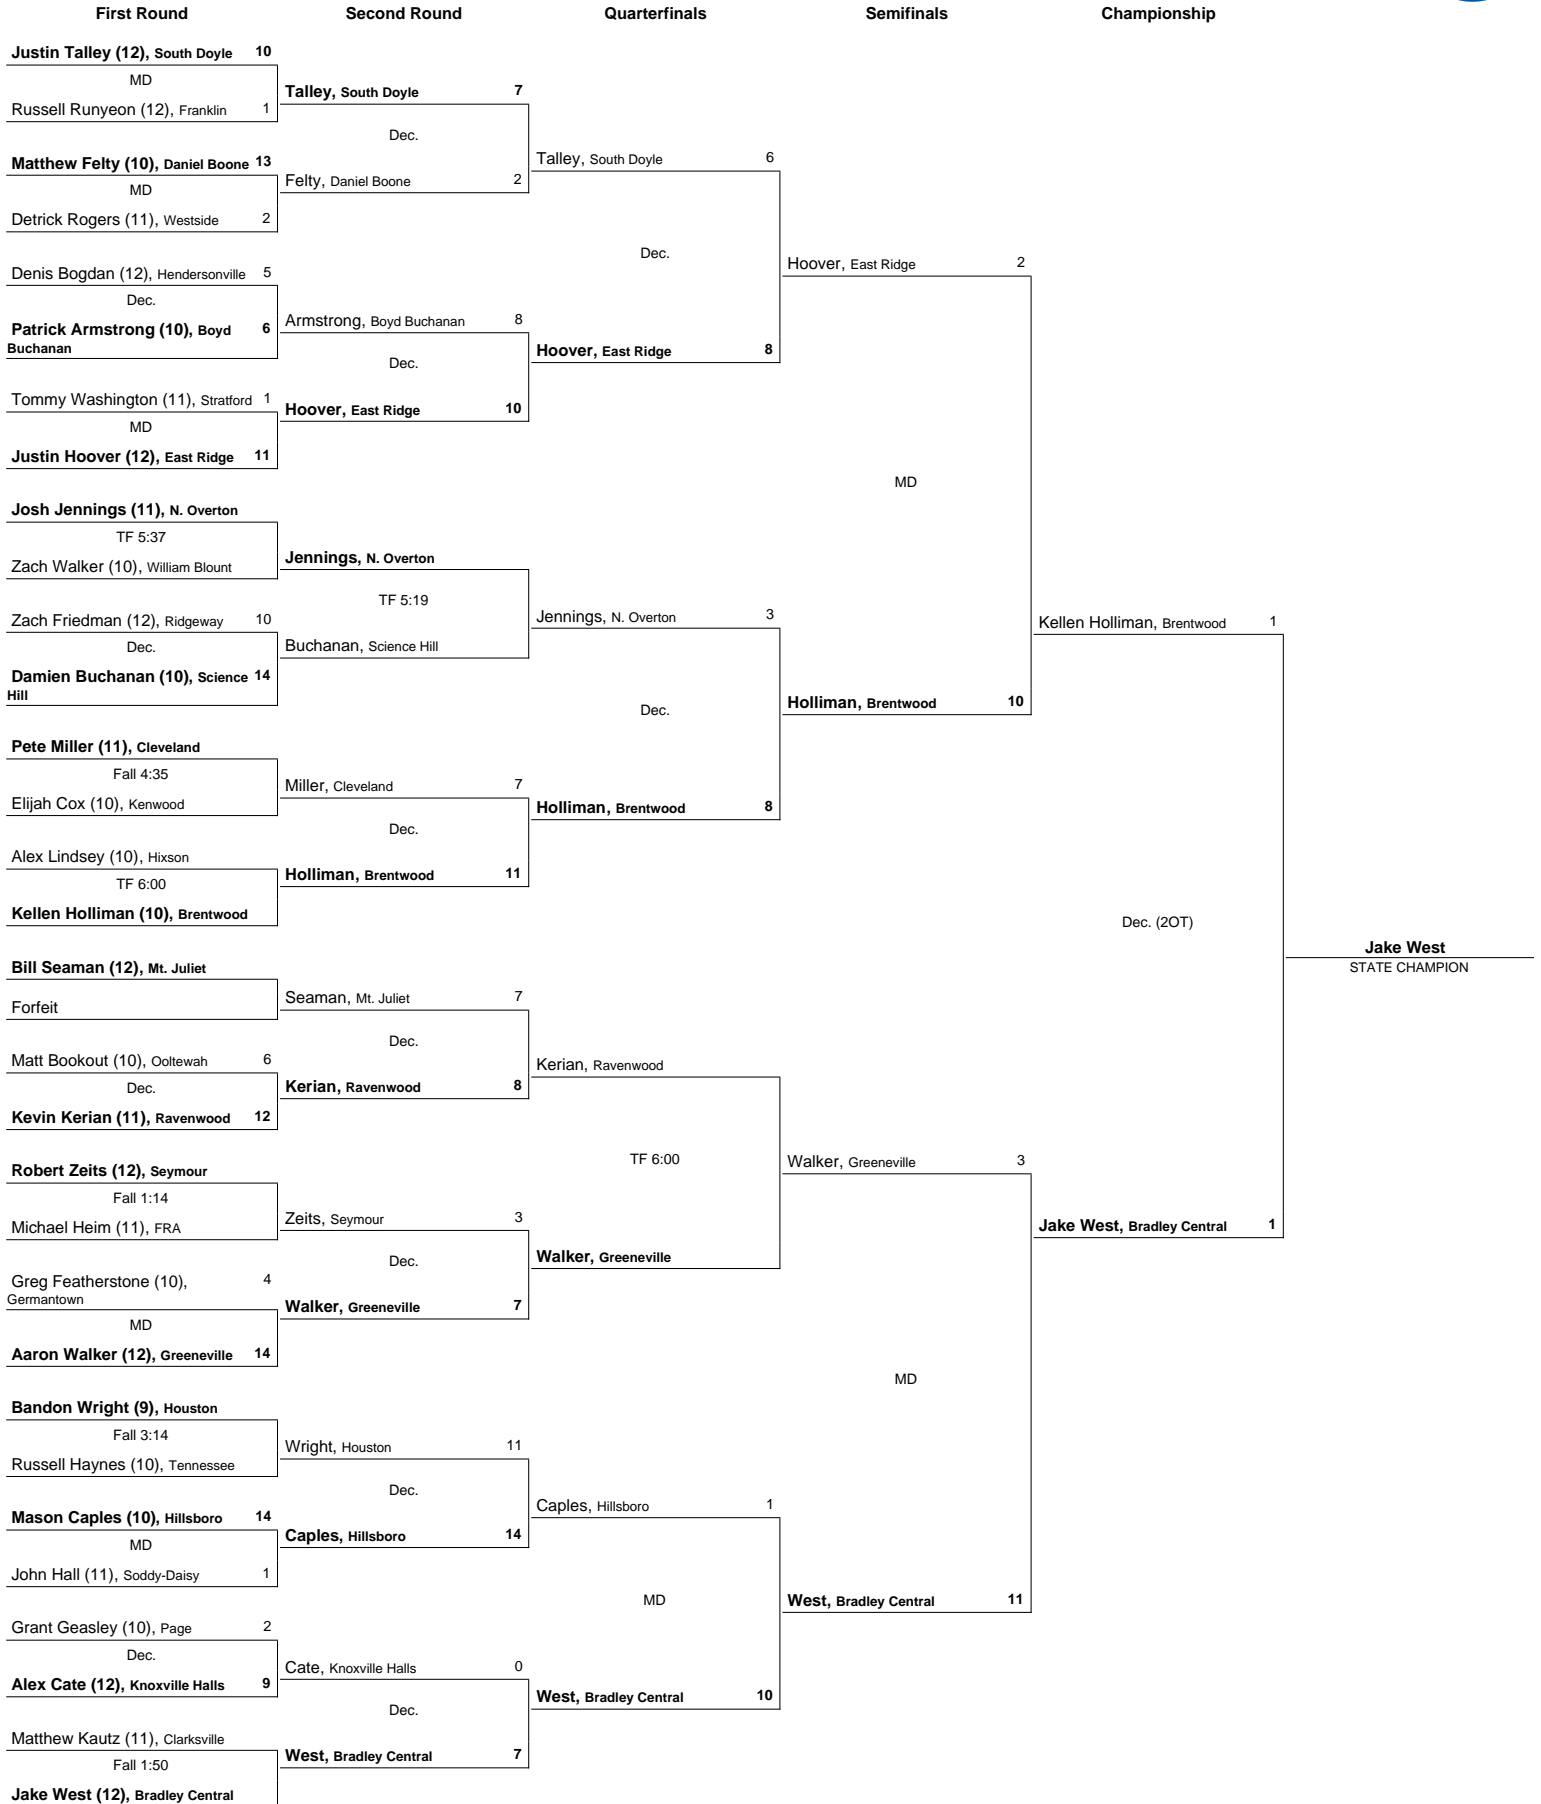 First Round Second Round Quarterfinals Semifinals Championship
Justin Talley (12), South Doyle 10
MD
Russell Runyeon (12), Franklin 1
Matthew Felty (10), Daniel Boone 13
MD
Detrick Rogers (11), Westside 2
Denis Bogdan (12), Hendersonville 5
Dec.
Patrick Armstrong (10), Boyd 6
Buchanan
Tommy Washington (11), Stratford 1
MD
Justin Hoover (12), East Ridge 11
Josh Jennings (11), N. Overton
TF 5:37
Zach Walker (10), William Blount
Zach Friedman (12), Ridgeway 10
Dec.
Damien Buchanan (10), Science 14
Hill
Pete Miller (11), Cleveland
Fall 4:35
Elijah Cox (10), Kenwood
Alex Lindsey (10), Hixson
TF 6:00
Kellen Holliman (10), Brentwood
Bill Seaman (12), Mt. Juliet
Forfeit
Matt Bookout (10), Ooltewah 6
Dec.
Kevin Kerian (11), Ravenwood 12
Robert Zeits (12), Seymour
Fall 1:14
Michael Heim (11), FRA
Greg Featherstone (10), 4
Germantown
MD
Aaron Walker (12), Greeneville 14
Bandon Wright (9), Houston
Fall 3:14
Russell Haynes (10), Tennessee
Mason Caples (10), Hillsboro 14
MD
John Hall (11), Soddy-Daisy 1
Grant Geasley (10), Page 2
Dec.
Alex Cate (12), Knoxville Halls 9
Matthew Kautz (11), Clarksville
Fall 1:50
Jake West (12), Bradley Central
Talley, South Doyle 7
Dec.
Felty, Daniel Boone 2
Armstrong, Boyd Buchanan 8
Dec.
Hoover, East Ridge 10
Jennings, N. Overton
TF 5:19
Buchanan, Science Hill
Miller, Cleveland 7
Dec.
Holliman, Brentwood 11
Seaman, Mt. Juliet 7
Dec.
Kerian, Ravenwood 8
Zeits, Seymour 3
Dec.
Walker, Greeneville 7
Wright, Houston 11
Dec.
Caples, Hillsboro 14
Cate, Knoxville Halls 0
Dec.
West, Bradley Central 7
Talley, South Doyle 6
Dec.
Hoover, East Ridge 8
Jennings, N. Overton 3
Dec.
Holliman, Brentwood 8
Kerian, Ravenwood
TF 6:00
Walker, Greeneville
Caples, Hillsboro 1
MD
West, Bradley Central 10
Hoover, East Ridge 2
MD
Holliman, Brentwood 10
Walker, Greeneville 3
MD
West, Bradley Central 11
Kellen Holliman, Brentwood 1
Dec. (2OT)
Jake West, Bradley Central 1
Jake West
STATE CHAMPION